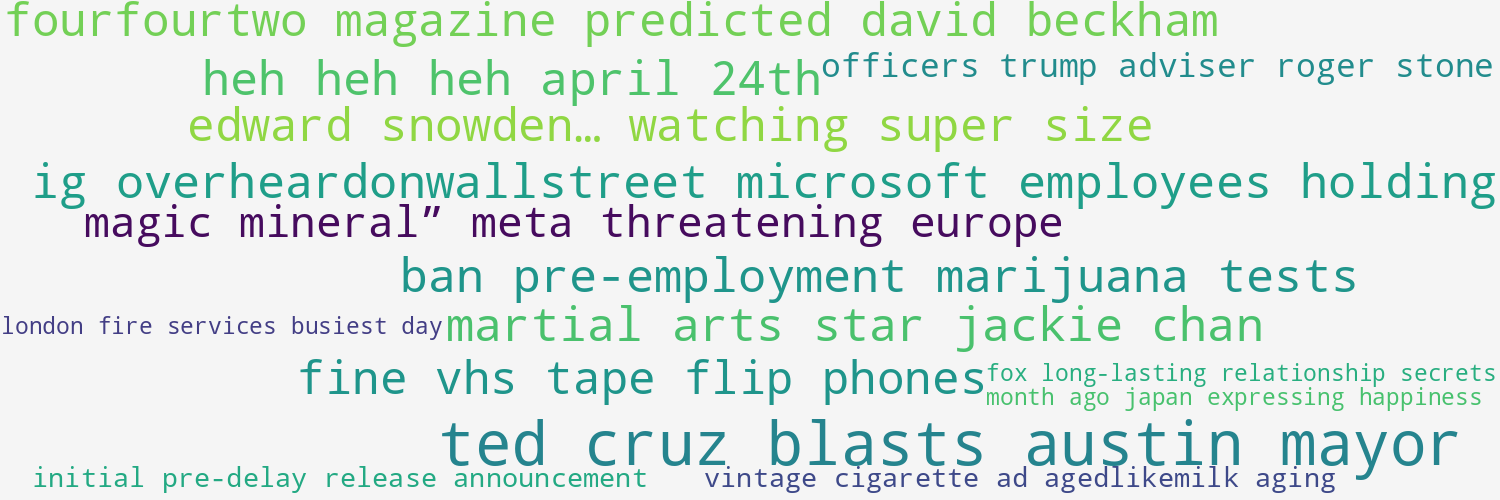 fourfourtwo magazine predicted david beckham
heh heh heh april 24th
officers trump adviser roger stone
edward snowden… watching super size
ig overheardonwallstreet microsoft employees holding
magic mineral” meta threatening europe
ban pre-employment marijuana tests
london fire services busiest day
martial arts star jackie chan
fine vhs tape flip phones
fox long-lasting relationship secrets
month ago japan expressing happiness
ted cruz blasts austin mayor
initial pre-delay release announcement
vintage cigarette ad agedlikemilk aging